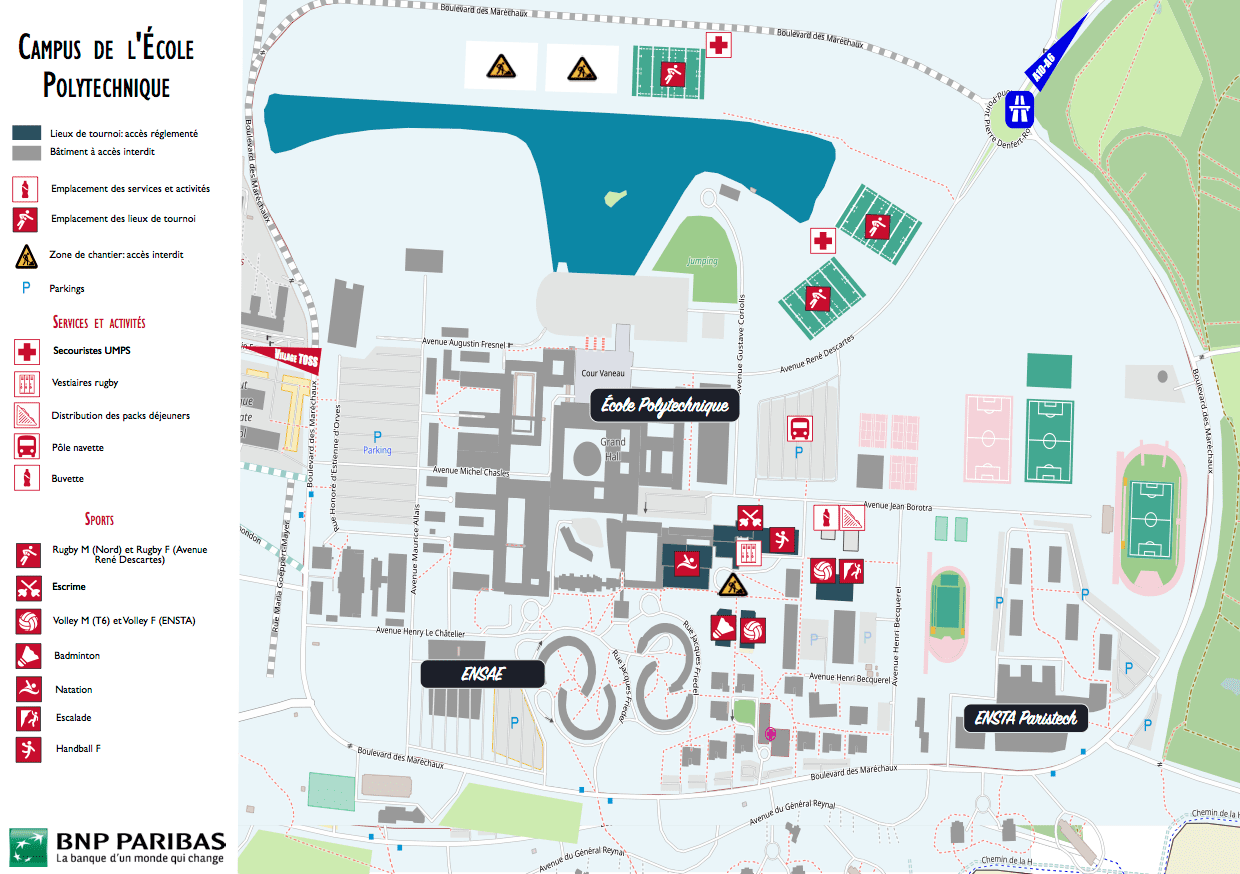 CAMPUS DE L'ÉCOLE
POLYTECHNIQUE
Lieux de tournoi: accès réglementé
Bâtiment à accès interdit
Emplacement des services et activités
Emplacement des lieux de tournoi
Zone de chantier: accès interdit
P Parkings
SERVICES ET ACTIVITÉS
Secouristes UMPS
Vestiaires rugby
Distribution des packs déjeuners
Pôle navette
Buvette
SPORTS
Rugby M (Nord) et Rugby F (Avenue
René Descartes)
Escrime
Volley M (T6) et Volley F (ENSTA)
Badminton
Natation
Escalade
Handball F
BNP PARIBAS
La banque d'un monde qui change
Boulevard des Maréchaux
Boulevard des Maréchaux
A10-A6
Pierre Denfert-Ro
Boulevard des Maréchaux
Jumping
Avenue Gustave Coriolis
Avenue René Descartes
Avenue Augustin Fresnel
VILLAGE TOSS
Cour Vaneau
École Polytechnique
Boulevard des Maréchaux
Boulevard des Maréchaux
Rue Honoré d'Estienne d'Orves
P
Parking
Grand
Hall
P
Avenue Michel Chasles
Avenue Maurice Allais
Avenue Jean Borotra
Rue Maria Goeppert-Mayer
Avenue Henri Becquerel
P
P
P
P
Avenue Henry Le Châtelier
Rue Jacques Friedel
Rue Jacques Friedel
P
ENSAE
Avenue Henri Becquerel
P
ENSTA Paristech
P
Boulevard des Maréchaux
Boulevard des Maréchaux
Avenue du Général Reynal
Avenue du Général Reynal
Chemin de la H
Chemin de la H